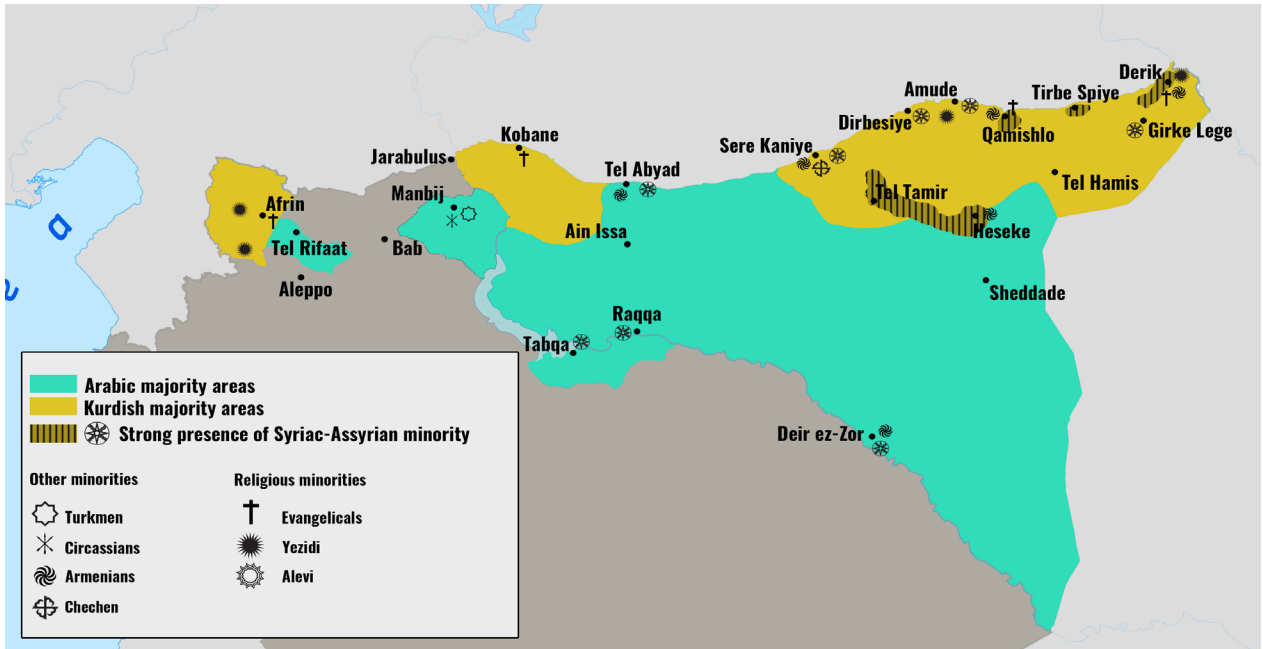 Derik
Amude
Tirbe Spiye
Dirbesiye
Qamishlo
Girke Lege
Kobane
Sere Kaniye
Jarabulus
Tel Abyad
Tel Hamis
Manbij
Tel Tamir
Afrin
a
Ain Issa
Heseke
Tel Rifaat
Bab
Aleppo
Sheddade
e
Raqqa
Tabqa
Deir ez-Zor
Arabic majority areas
Kurdish majority areas
Strong presence of Syriac-Assyrian minority
Other minorities
Turkmen
Circassians
Armenians
Chechen
Religious minorities
Evangelicals
Yezidi
Alevi